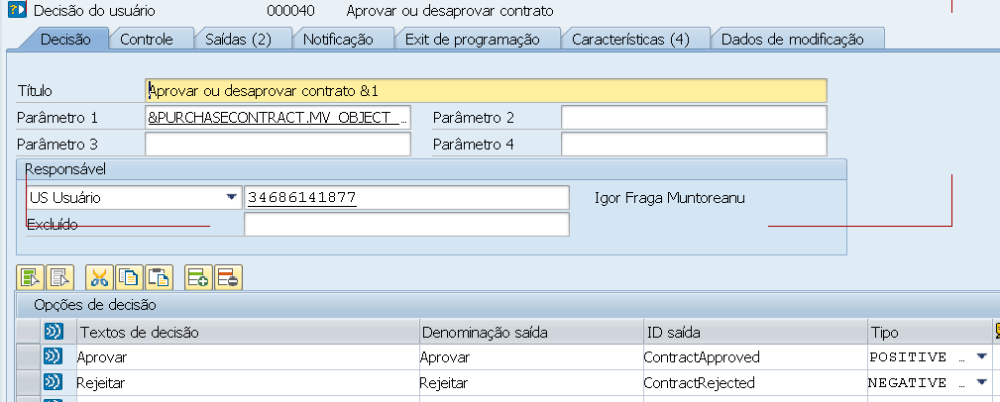 Decisão do usuário 000040 Aprovar ou desaprovar contrato
Decisão Controle Saídas (2) Notificação Exit de programação Características (4) Dados de modificação
Título Aprovar ou desaprovar contrato &1
Parâmetro 1 &PURCHASECONTRACT.MV_OBJECT_… Parâmetro 2
Parâmetro 3 Parâmetro 4
Responsável
US Usuário 34686141877 Igor Fraga Muntoreanu
Excluído
Opções de decisão
Textos de decisão Denominação saída ID saída Tipo
Aprovar Aprovar ContractApproved POSITIVE …
Rejeitar Rejeitar ContractRejected NEGATIVE …